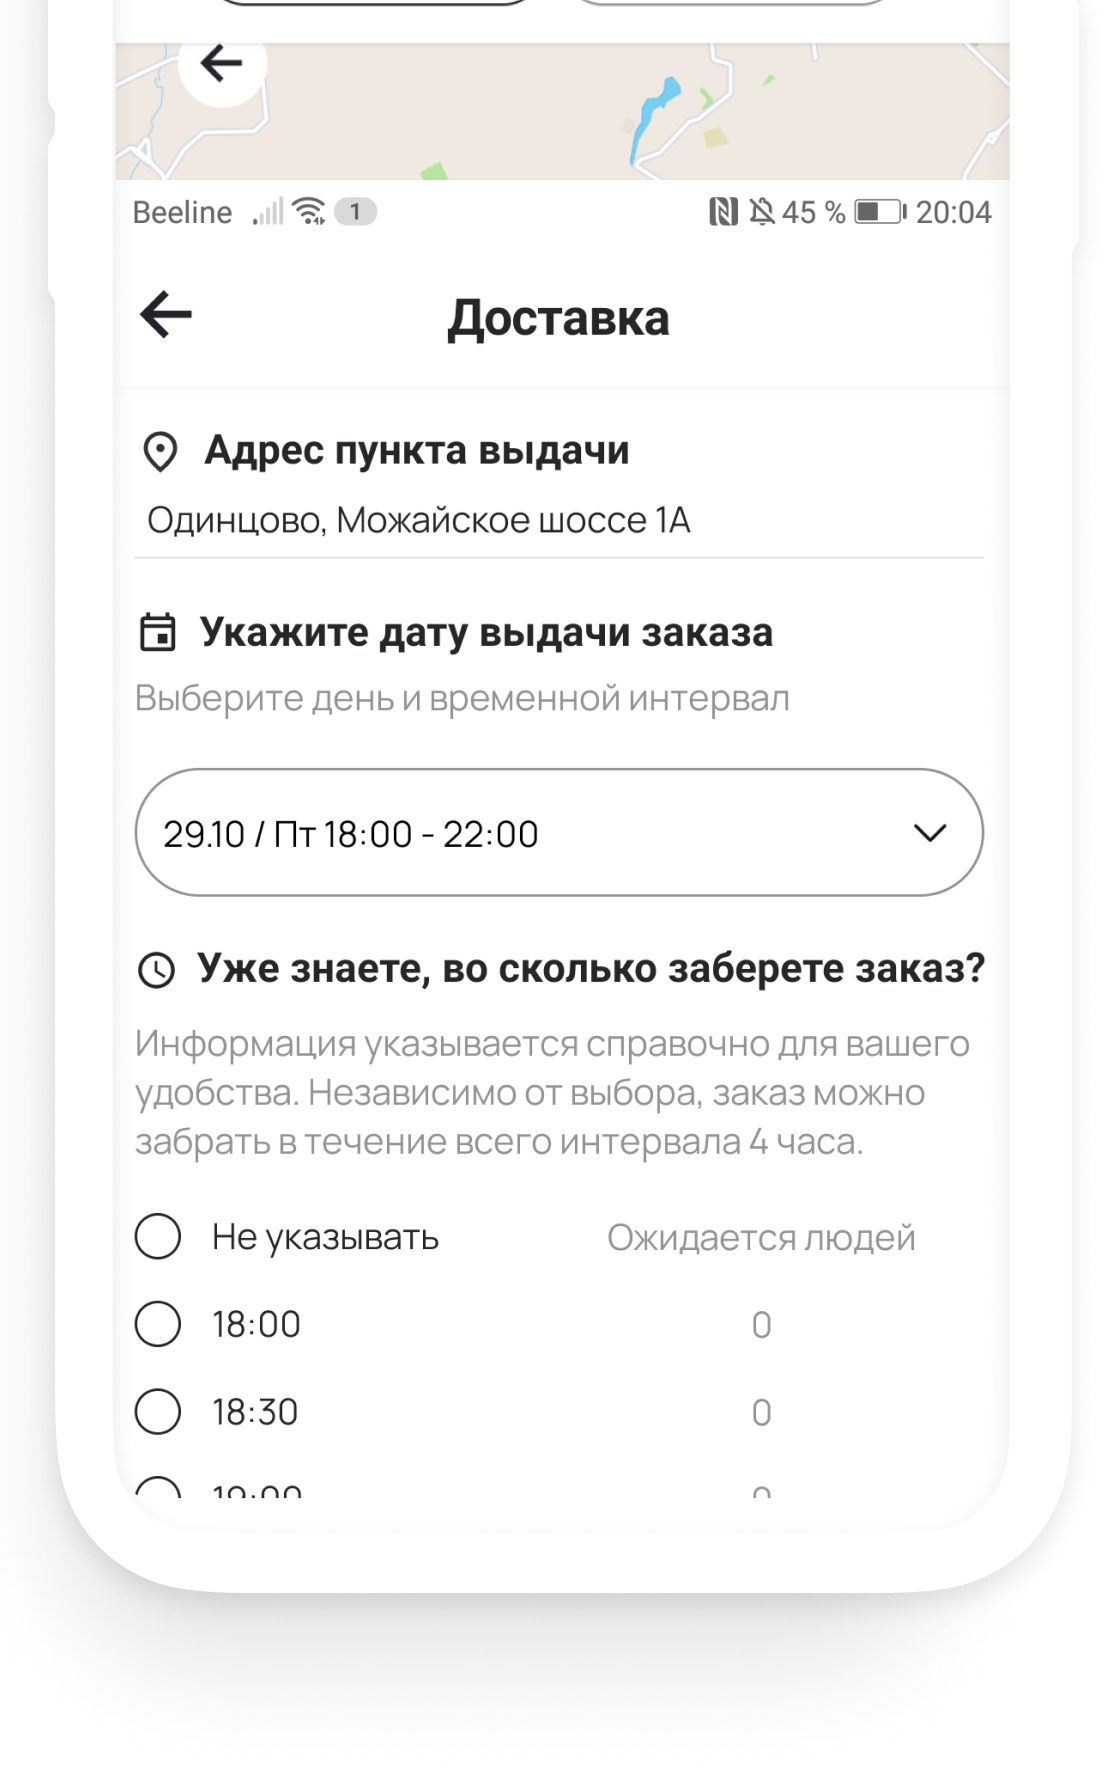 Beeline 1 45 % 20:04
Доставка
Адрес пункта выдачи
Одинцово, Можайское шоссе 1А
Укажите дату выдачи заказа
Выберите день и временной интервал
29.10 / Пт 18:00 - 22:00
Уже знаете, во сколько заберете заказ?
Информация указывается справочно для вашего
удобства. Независимо от выбора, заказ можно
забрать в течение всего интервала 4 часа.
Не указывать Ожидается людей
18:00 0
18:30 0
19:00 0